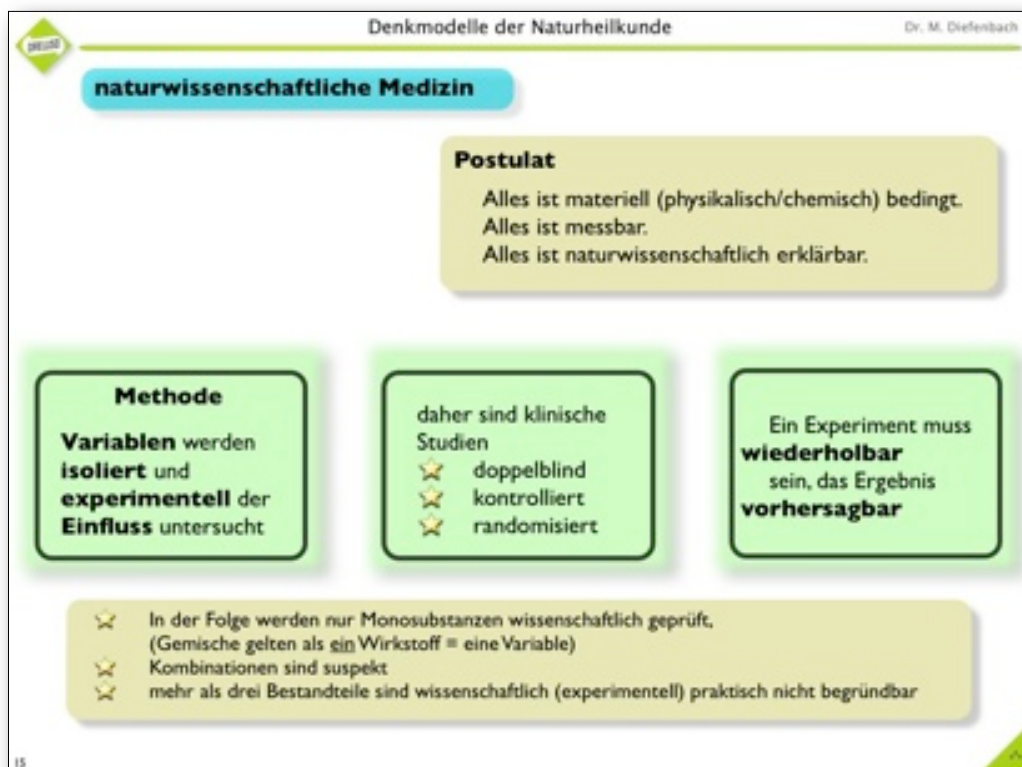 Denkmodelle der Naturheilkunde
Dr. M. Diefenbach
naturwissenschaftliche Medizin
Postulat
Alles ist materiell (physikalisch/chemisch) bedingt.
Alles ist messbar.
Alles ist naturwissenschaftlich erklärbar.
Methode
Variablen werden
isoliert und
experimentell der
Einfluss untersucht
daher sind klinische
Studien
doppelblind
kontrolliert
randomisiert
Ein Experiment muss
wiederholbar
sein, das Ergebnis
vorhersagbar
In der Folge werden nur Monosubstanzen wissenschaftlich geprüft,
(Gemische gelten als ein Wirkstoff = eine Variable)
Kombinationen sind suspekt
mehr als drei Bestandteile sind wissenschaftlich (experimentell) praktisch nicht begründbar
15